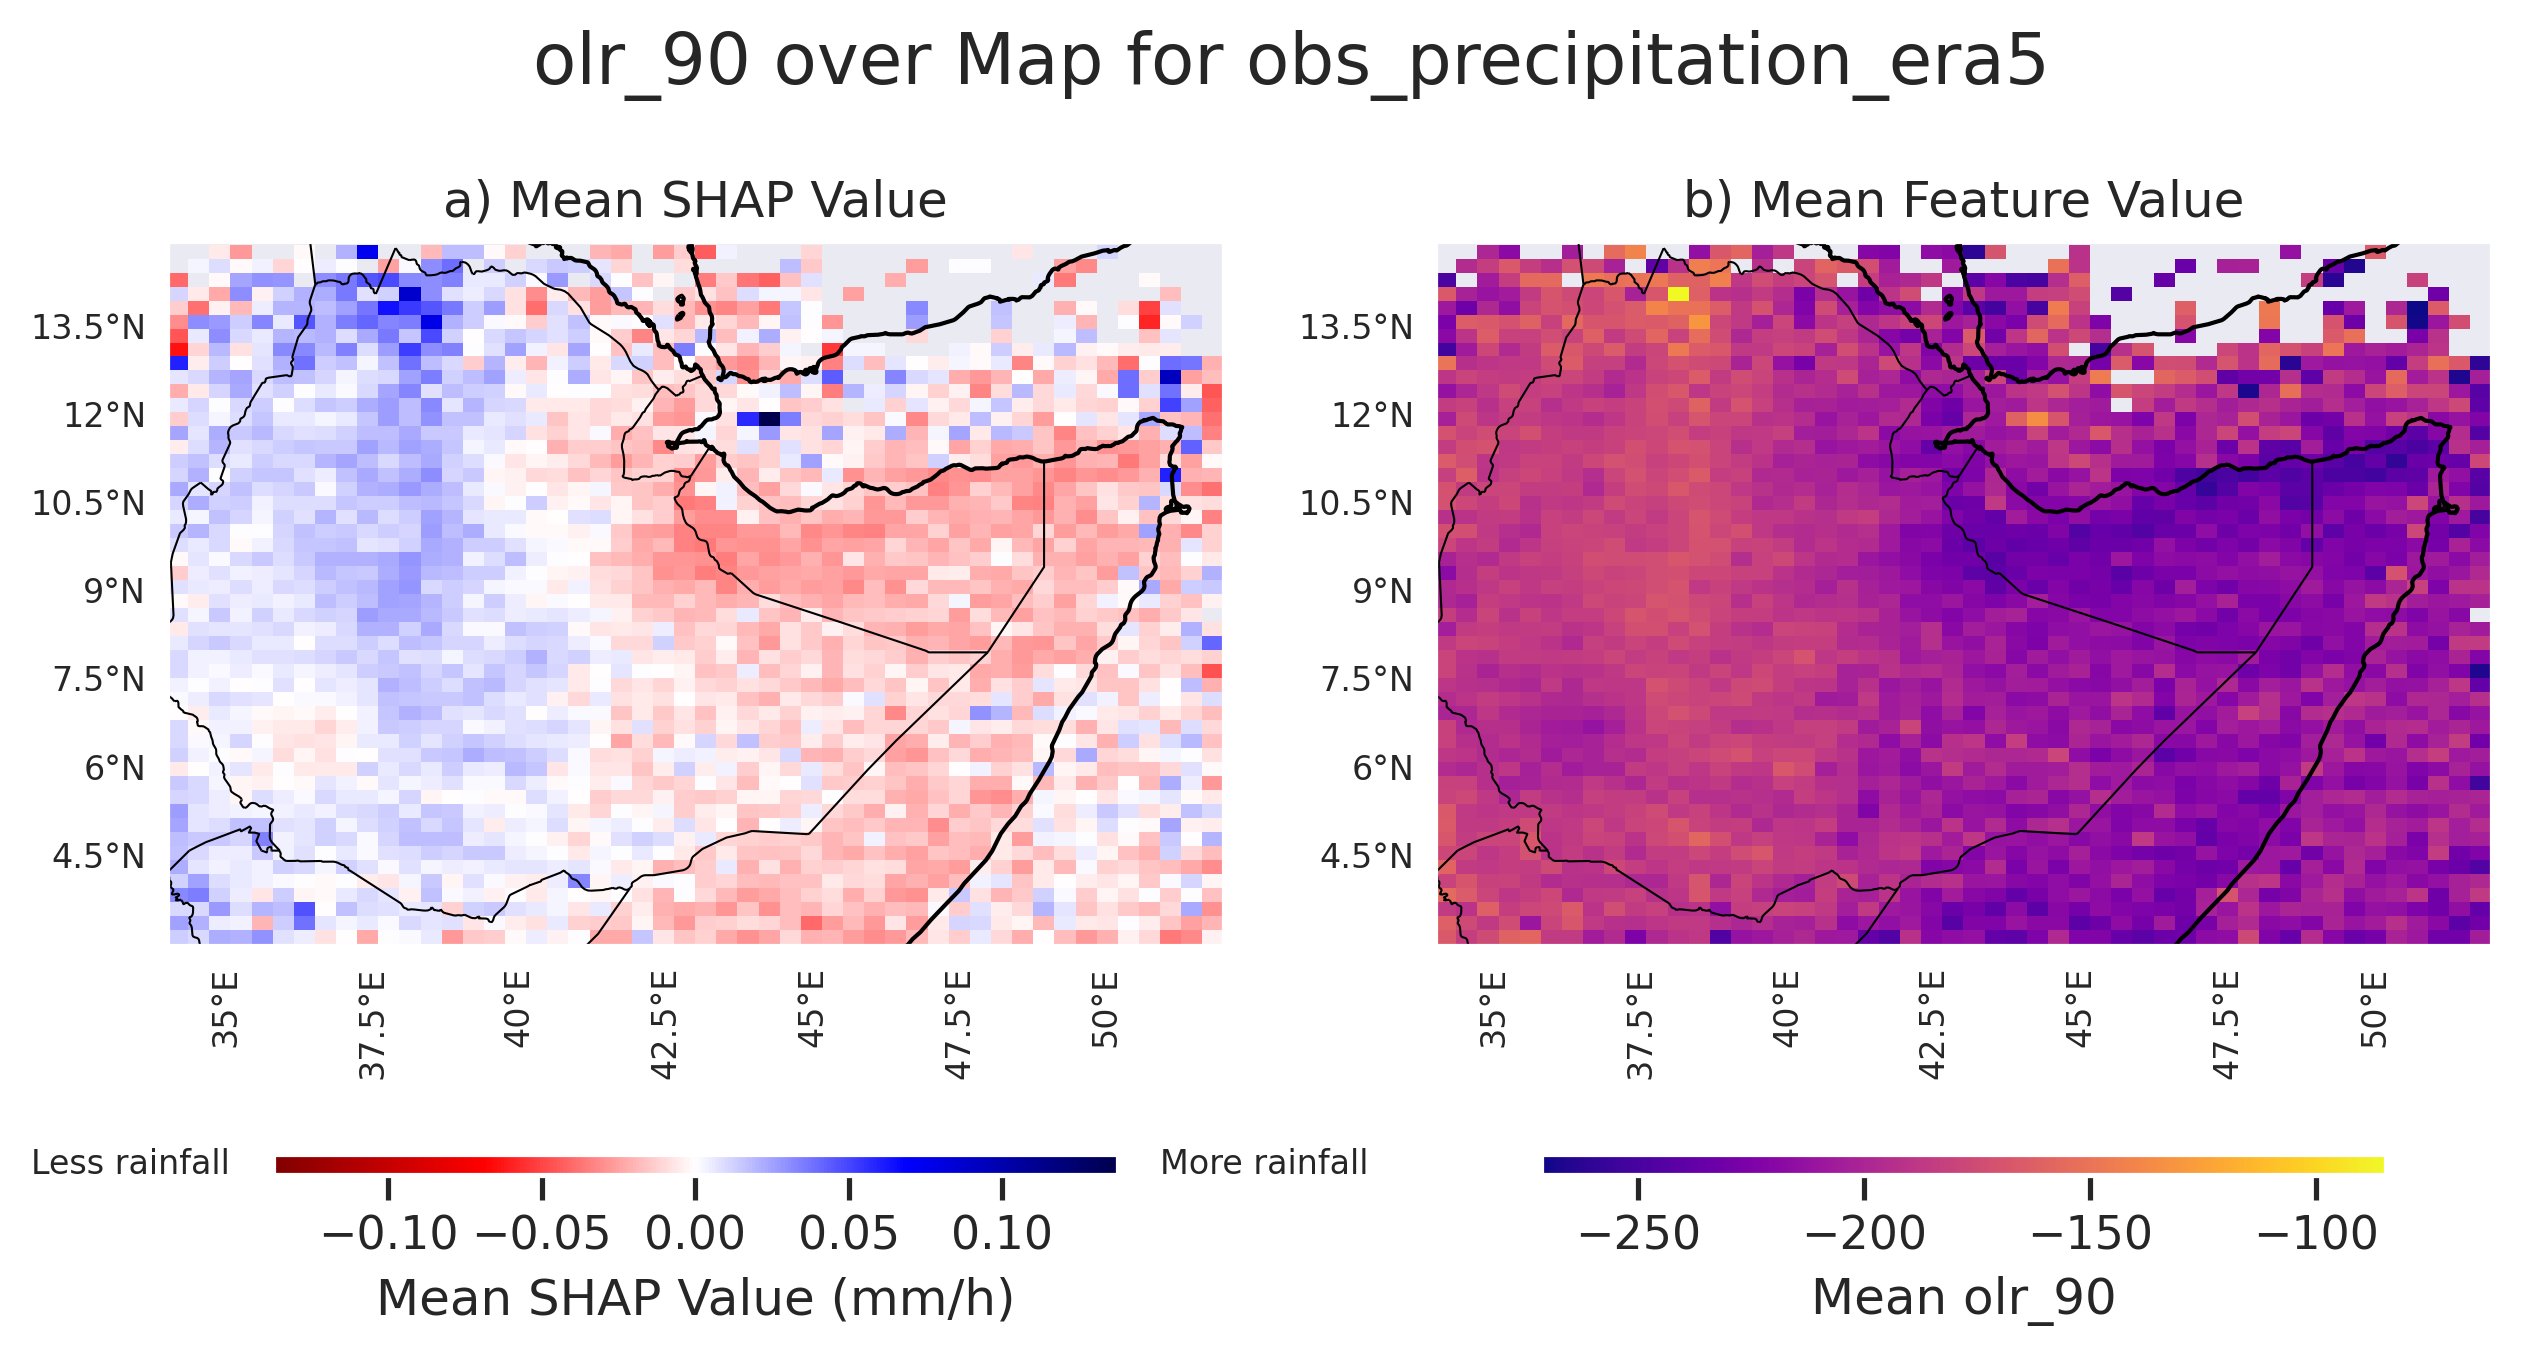 olr_90 over Map for obs_precipitation_era5
a) Mean SHAP Value
13.5°N
12°N
10.5°N
9°N
7.5°N
6°N
4.5°N
35°E
37.5°E
40°E
42.5°E
45°E
47.5°E
50°E
Less rainfall
More rainfall
−0.10 −0.05 0.00 0.05 0.10
Mean SHAP Value (mm/h)
b) Mean Feature Value
13.5°N
12°N
10.5°N
9°N
7.5°N
6°N
4.5°N
35°E
37.5°E
40°E
42.5°E
45°E
47.5°E
50°E
−250 −200 −150 −100
Mean olr_90